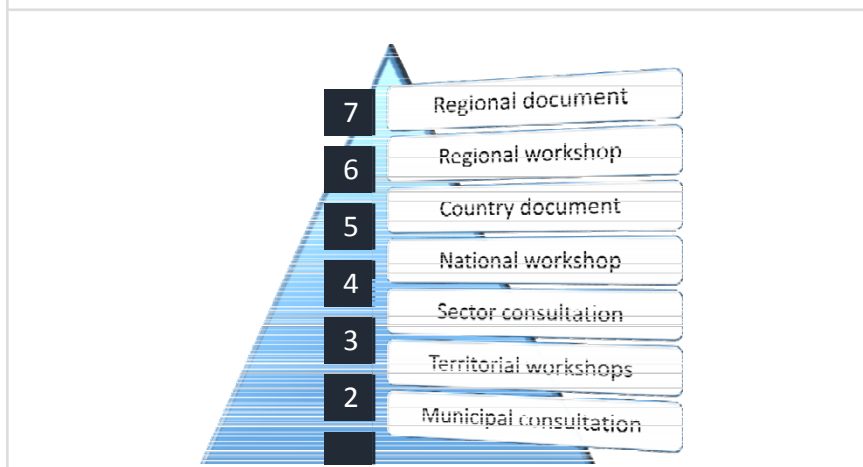 7
Regional document
6
Regional workshop
5
Country document
National workshop
4
Sector consultation
3
Territorial workshops
2
Municipal consultation